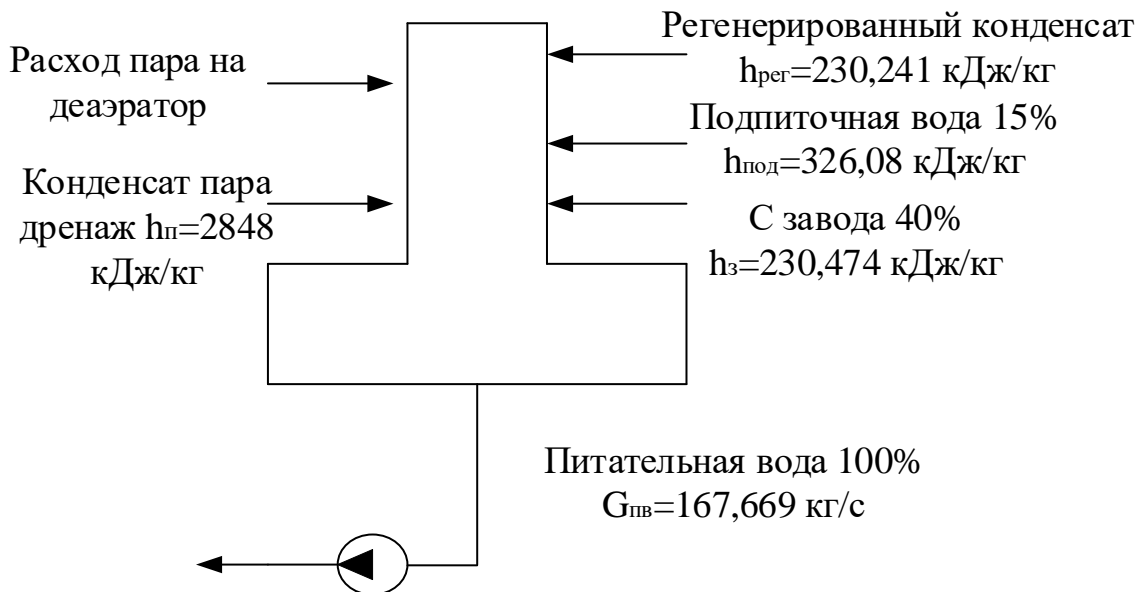 Расход пара на
деаэратор
Конденсат пара
дренаж hп=2848
кДж/кг
Регенерированный конденсат
hрег=230,241 кДж/кг
Подпиточная вода 15%
hпод=326,08 кДж/кг
С завода 40%
hз=230,474 кДж/кг
Питательная вода 100%
Gпв=167,669 кг/с